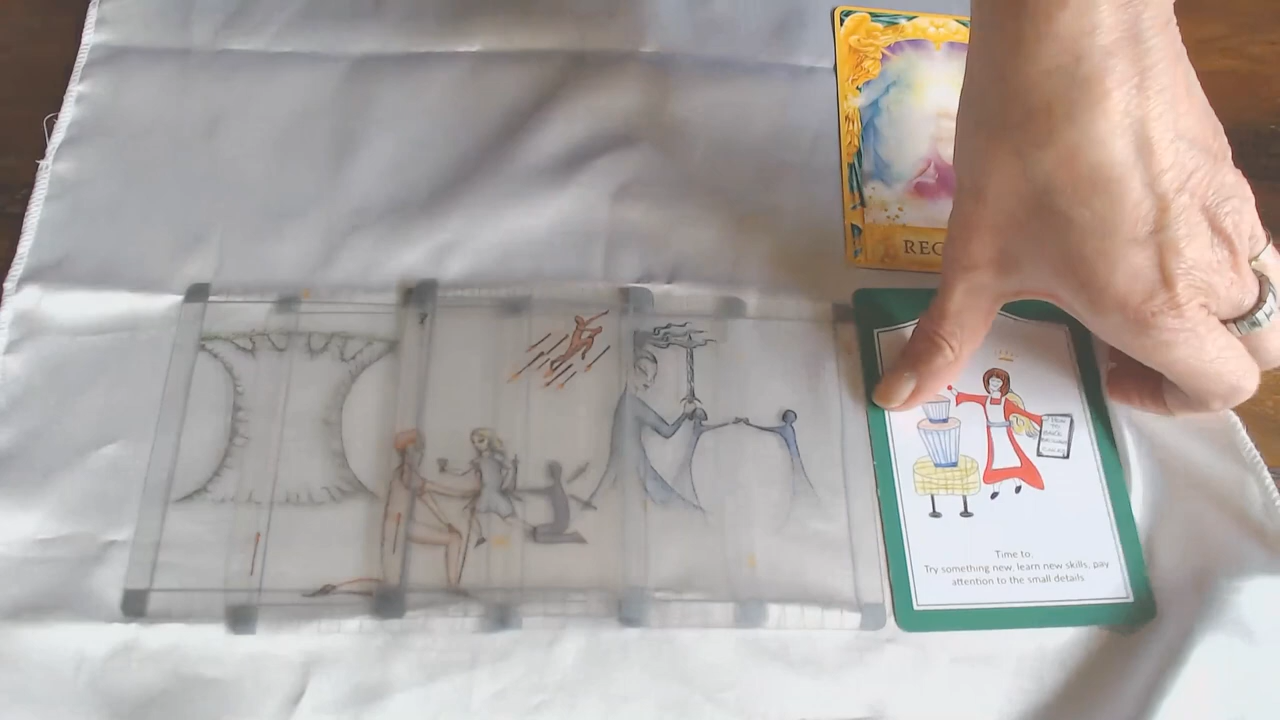 REC
Time to,
Try something new, learn new skills, pay
attention to the small details